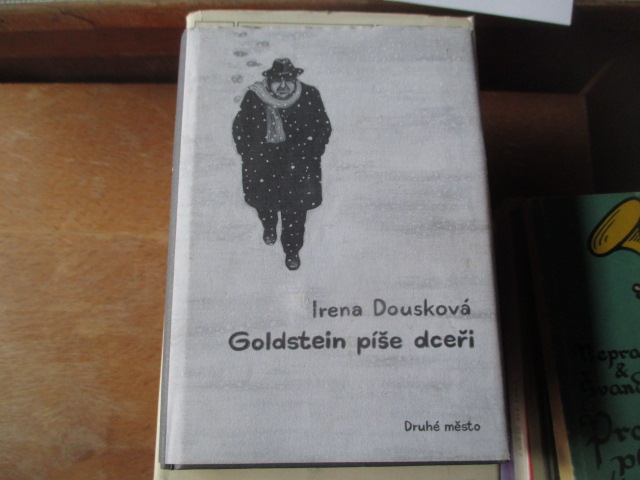 Irena Dousková
Goldstein píše dceři
Druhé město
&